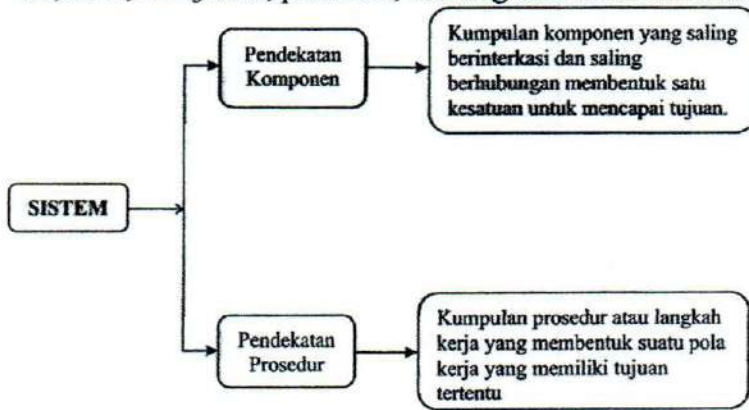 Pendekatan
Komponen
Kumpulan komponen yang saling
berinterkasi dan saling
berhubungan membentuk satu
kesatuan untuk mencapai tujuan.
SISTEM
Pendekatan
Prosedur
Kumpulan prosedur atau langkah
kerja yang membentuk suatu pola
kerja yang memiliki tujuan
tertentu